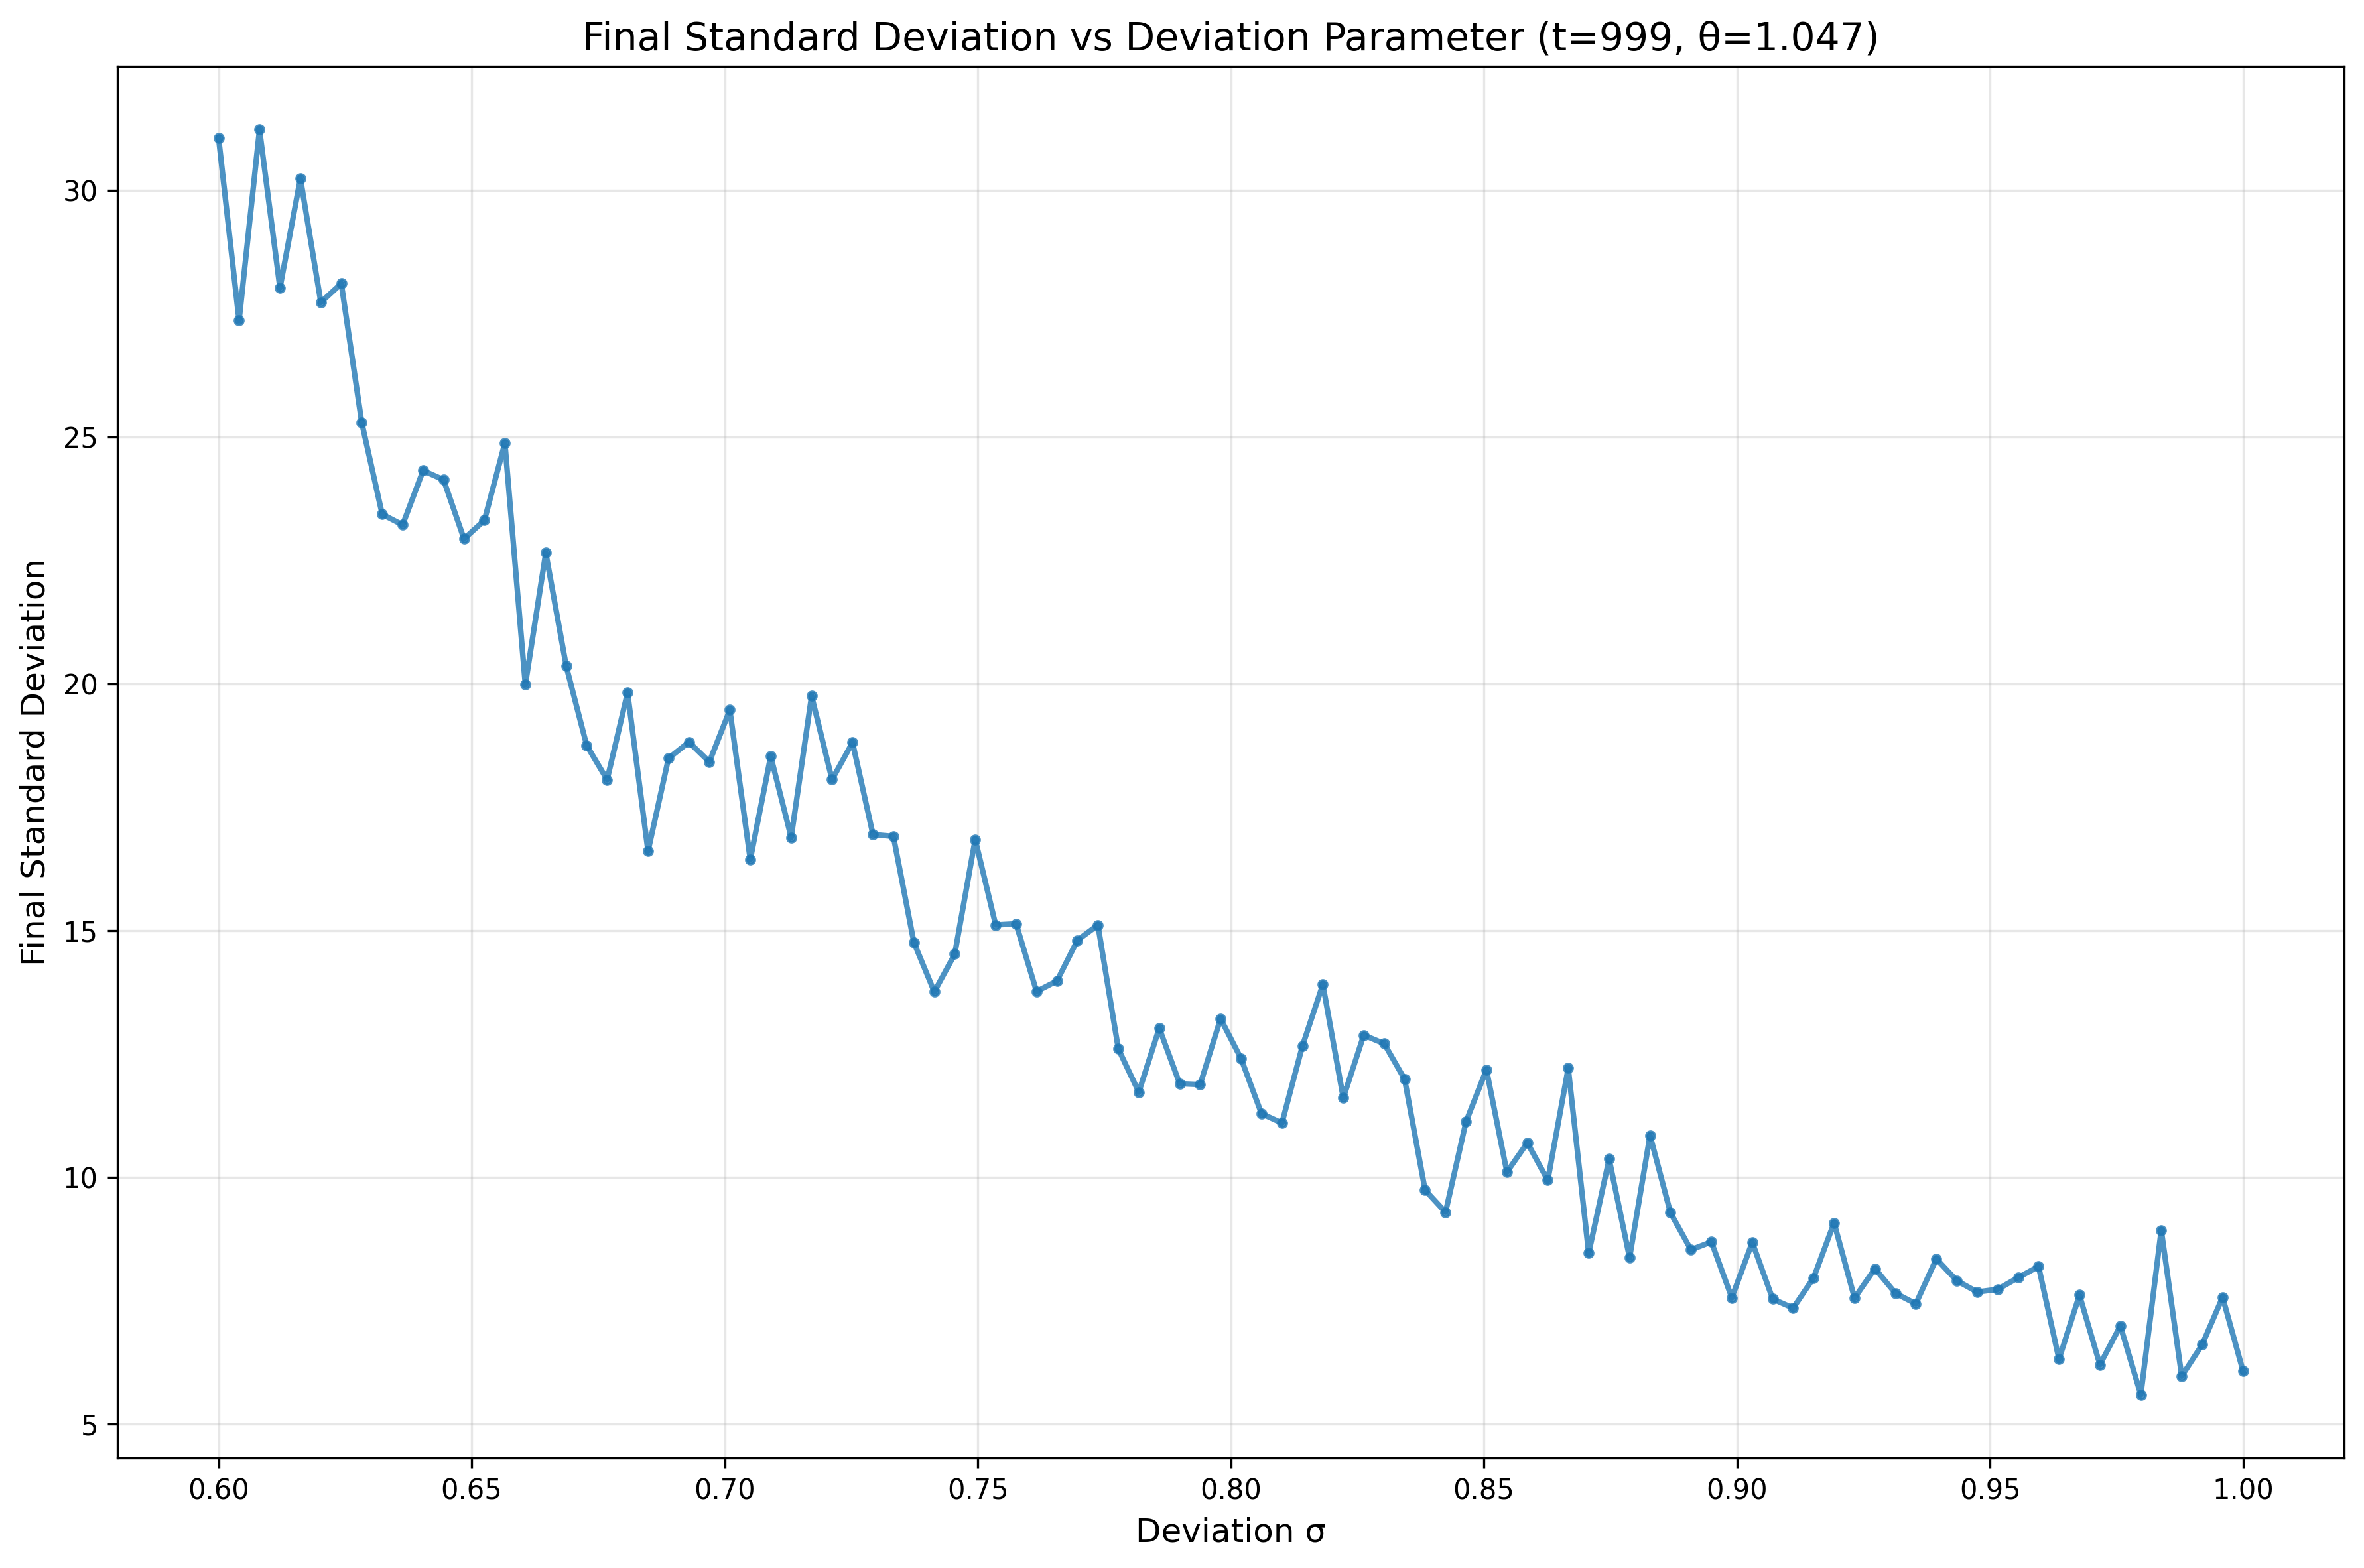 Final Standard Deviation vs Deviation Parameter (t=999, θ=1.047)
Final Standard Deviation
30
25
20
15
10
5
0.60 0.65 0.70 0.75 0.80 0.85 0.90 0.95 1.00
Deviation σ